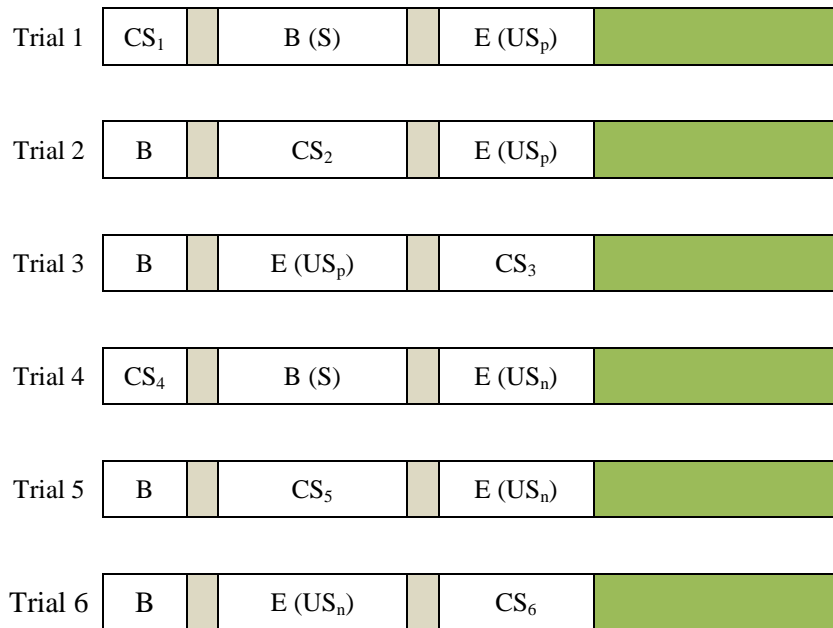 Trial 1 CS₁ B (S) E (USₚ)
Trial 2 B CS₂ E (USₚ)
Trial 3 B E (USₚ) CS₃
Trial 4 CS₄ B (S) E (USₙ)
Trial 5 B CS₅ E (USₙ)
Trial 6 B E (USₙ) CS₆